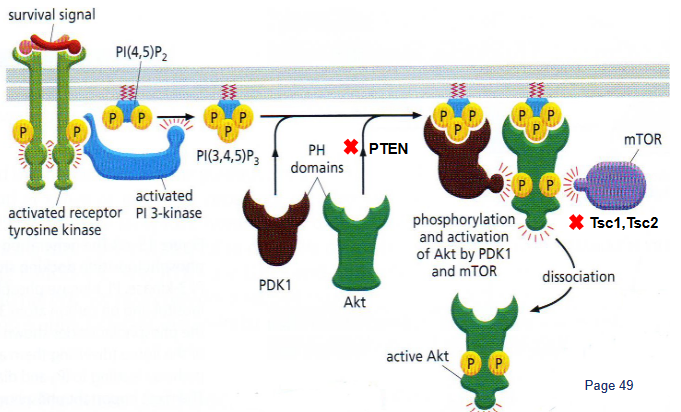 survival signal
PI(4,5)P2
P
P
P
P
P
P
P
PI(3,4,5)P3
activated
PI 3-kinase
activated receptor
tyrosine kinase
PH
domains
PTEN
PDK1
Akt
P
P
P
P
P
P
P
P
mTOR
Tsc1,Tsc2
phosphorylation
and activation
of Akt by PDK1
and mTOR
dissociation
active Akt
P
P
Page 49